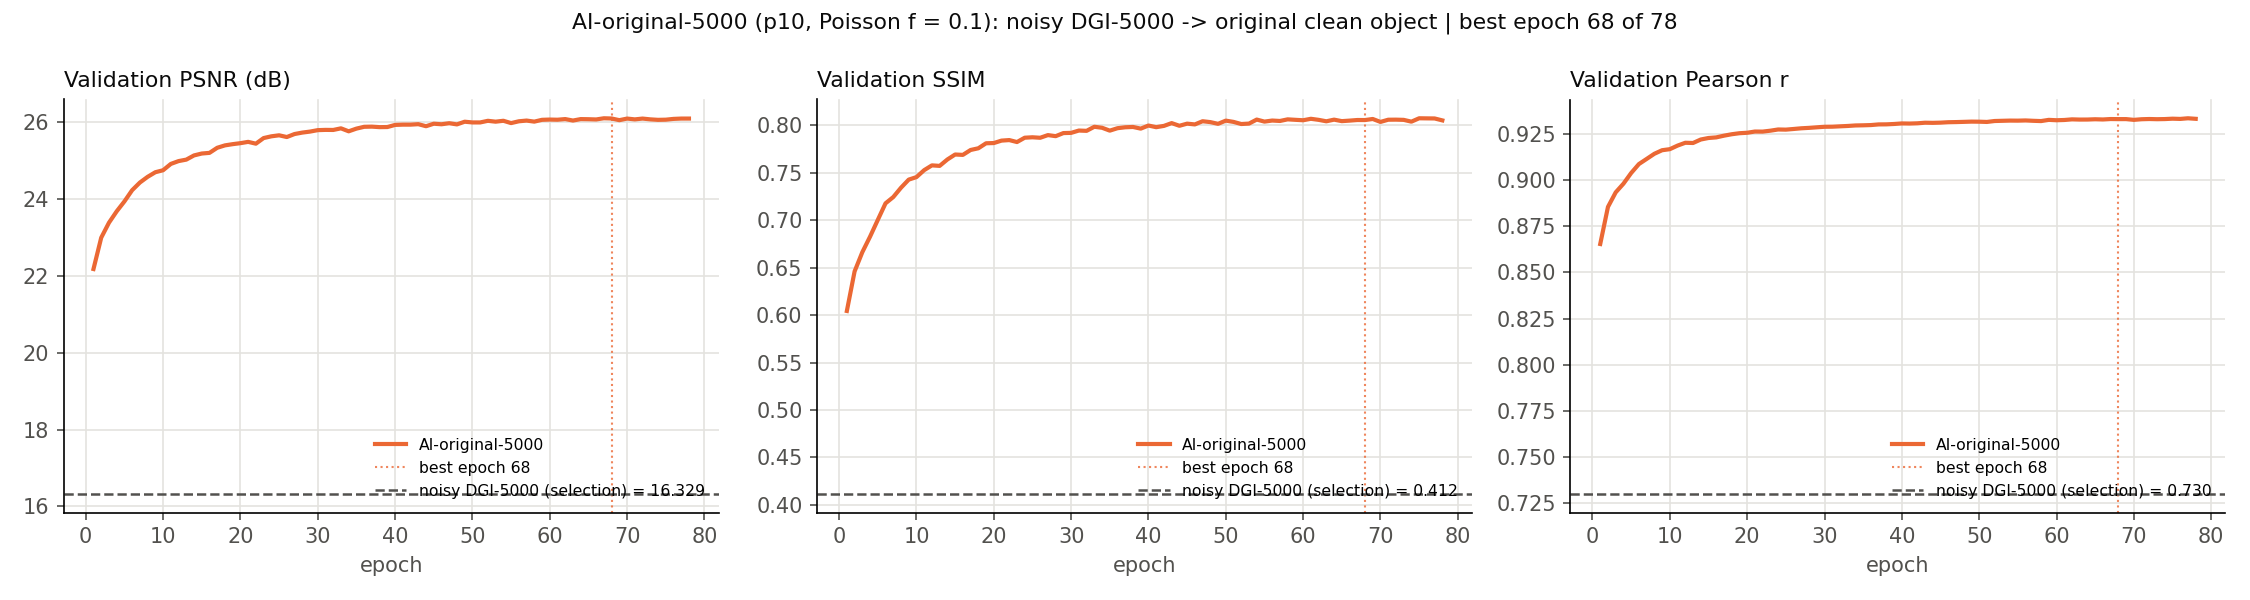 AI-original-5000 (p10, Poisson f = 0.1): noisy DGI-5000 -> original clean object | best epoch 68 of 78
Validation PSNR (dB)
26
24
22
20
18
16
AI-original-5000
best epoch 68
noisy DGI-5000 (selection) = 16.329
0 10 20 30 40 50 60 70 80
epoch
Validation SSIM
0.80
0.75
0.70
0.65
0.60
0.55
0.50
0.45
0.40
AI-original-5000
best epoch 68
noisy DGI-5000 (selection) = 0.412
0 10 20 30 40 50 60 70 80
epoch
Validation Pearson r
0.925
0.900
0.875
0.850
0.825
0.800
0.775
0.750
0.725
AI-original-5000
best epoch 68
noisy DGI-5000 (selection) = 0.730
0 10 20 30 40 50 60 70 80
epoch